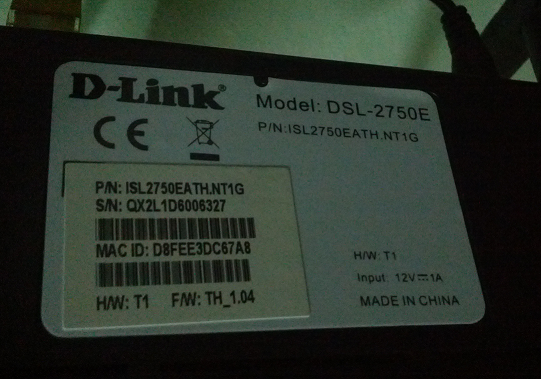 D-Link
Model: DSL-2750E
CE
P/N:ISL2750EATH.NT1G
P/N: ISL2750EATH.NT1G
S/N: QX2L1D6006327
MAC ID: D8FEE3DC67A8
H/W: T1 F/W: TH_1.04
H/W: T1
Input: 12V⎓1A
MADE IN CHINA